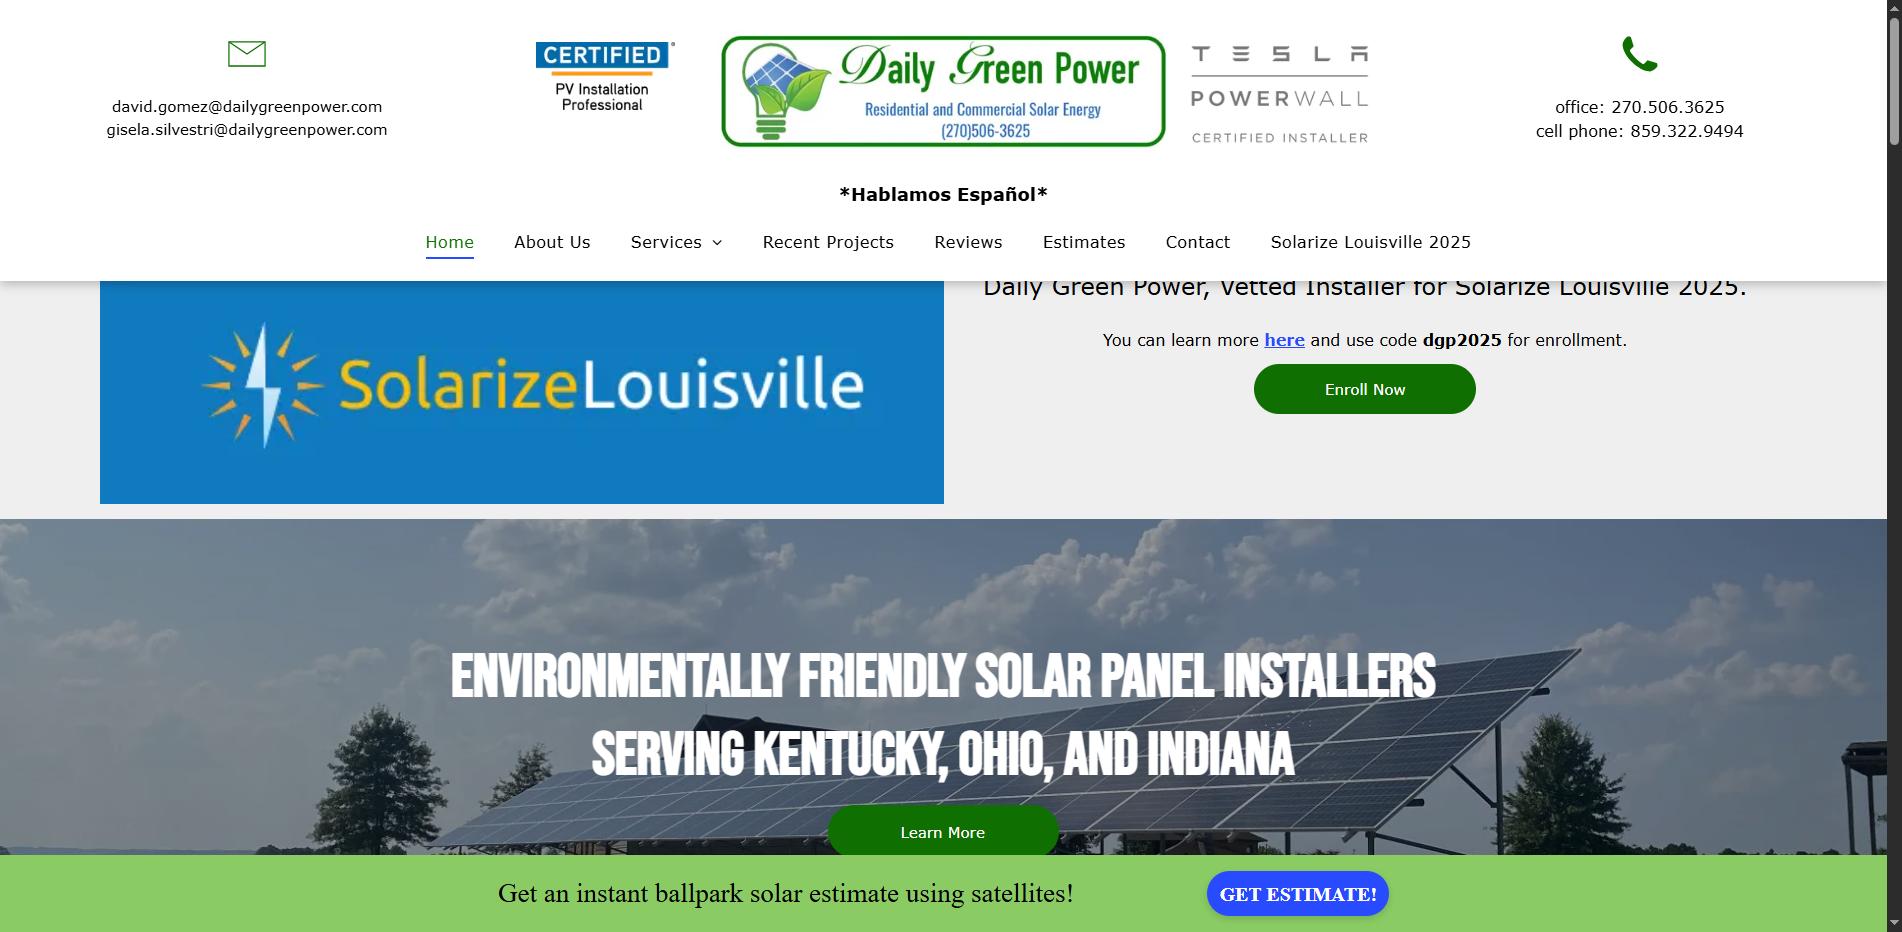 david.gomez@dailygreenpower.com
gisela.silvestri@dailygreenpower.com
CERTIFIED
PV Installation
Professional
Daily Green Power
Residential and Commercial Solar Energy
(270)506-3625
TESLA
POWERWALL
CERTIFIED INSTALLER
office: 270.506.3625
cell phone: 859.322.9494
*Hablamos Español*
Home About Us Services Recent Projects Reviews Estimates Contact Solarize Louisville 2025
SolarizeLouisville
Daily Green Power, Vetted Installer for Solarize Louisville 2025.
You can learn more here and use code dgp2025 for enrollment.
Enroll Now
ENVIRONMENTALLY FRIENDLY SOLAR PANEL INSTALLERS
SERVING KENTUCKY, OHIO, AND INDIANA
Learn More
Get an instant ballpark solar estimate using satellites!
GET ESTIMATE!